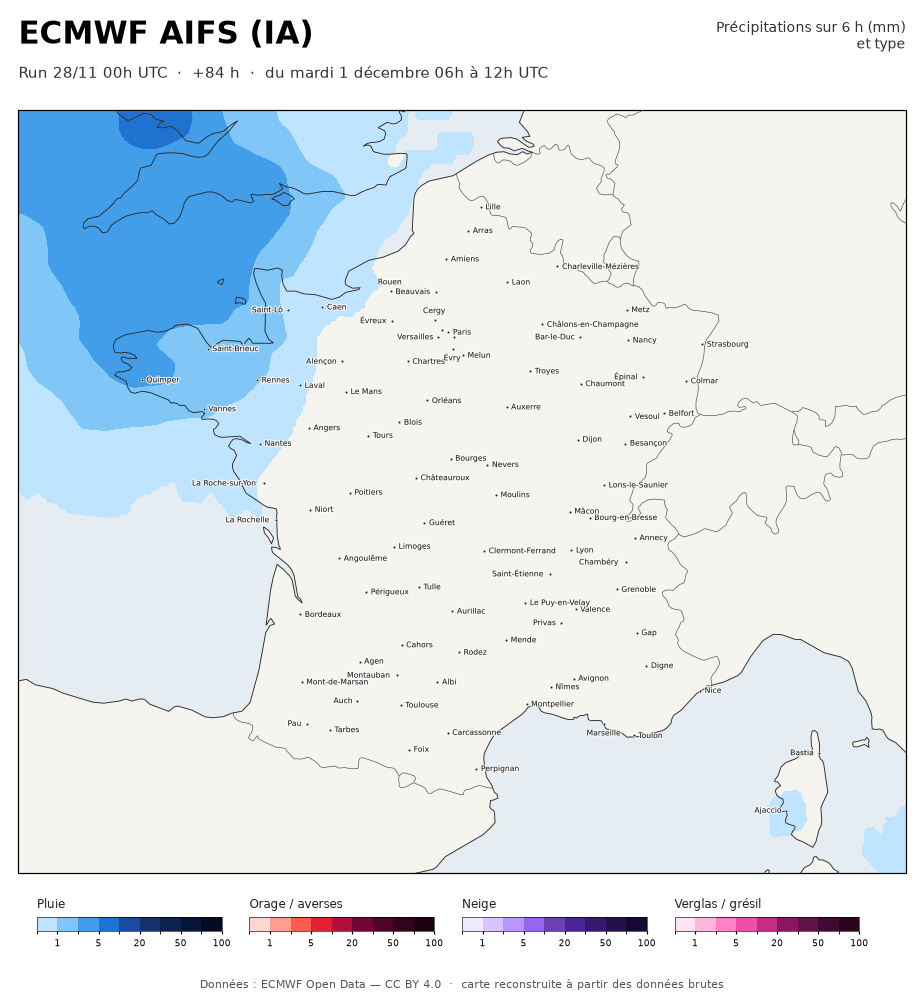 ECMWF AIFS (IA)
Précipitations sur 6 h (mm)
et type
Run 28/11 00h UTC · +84 h · du mardi 1 décembre 06h à 12h UTC
Lille
Arras
Amiens
Charleville-Mézières
Rouen
Beauvais
Laon
Saint-Lô
Caen
Cergy
Metz
Évreux
Châlons-en-Champagne
Versailles
Paris
Bar-le-Duc
Nancy
Strasbourg
Saint-Brieuc
Alençon
Chartres
Évry
Melun
Quimper
Rennes
Laval
Troyes
Épinal
Chaumont
Colmar
Le Mans
Vannes
Orléans
Auxerre
Vesoul
Belfort
Angers
Blois
Tours
Nantes
Dijon
Besançon
Bourges
Nevers
La Roche-sur-Yon
Châteauroux
Lons-le-Saunier
Poitiers
Moulins
Niort
Mâcon
Bourg-en-Bresse
La Rochelle
Guéret
Annecy
Limoges
Angoulême
Clermont-Ferrand
Lyon
Chambéry
Saint-Étienne
Périgueux
Tulle
Grenoble
Bordeaux
Aurillac
Le Puy-en-Velay
Valence
Privas
Gap
Cahors
Mende
Rodez
Agen
Digne
Montauban
Mont-de-Marsan
Albi
Avignon
Nîmes
Nice
Auch
Toulouse
Montpellier
Pau
Tarbes
Carcassonne
Marseille
Toulon
Foix
Bastia
Perpignan
Ajaccio
Pluie
Orage / averses
Neige
Verglas / grésil
1 5 20 50 100
1 5 20 50 100
1 5 20 50 100
1 5 20 50 100
Données : ECMWF Open Data — CC BY 4.0 · carte reconstruite à partir des données brutes